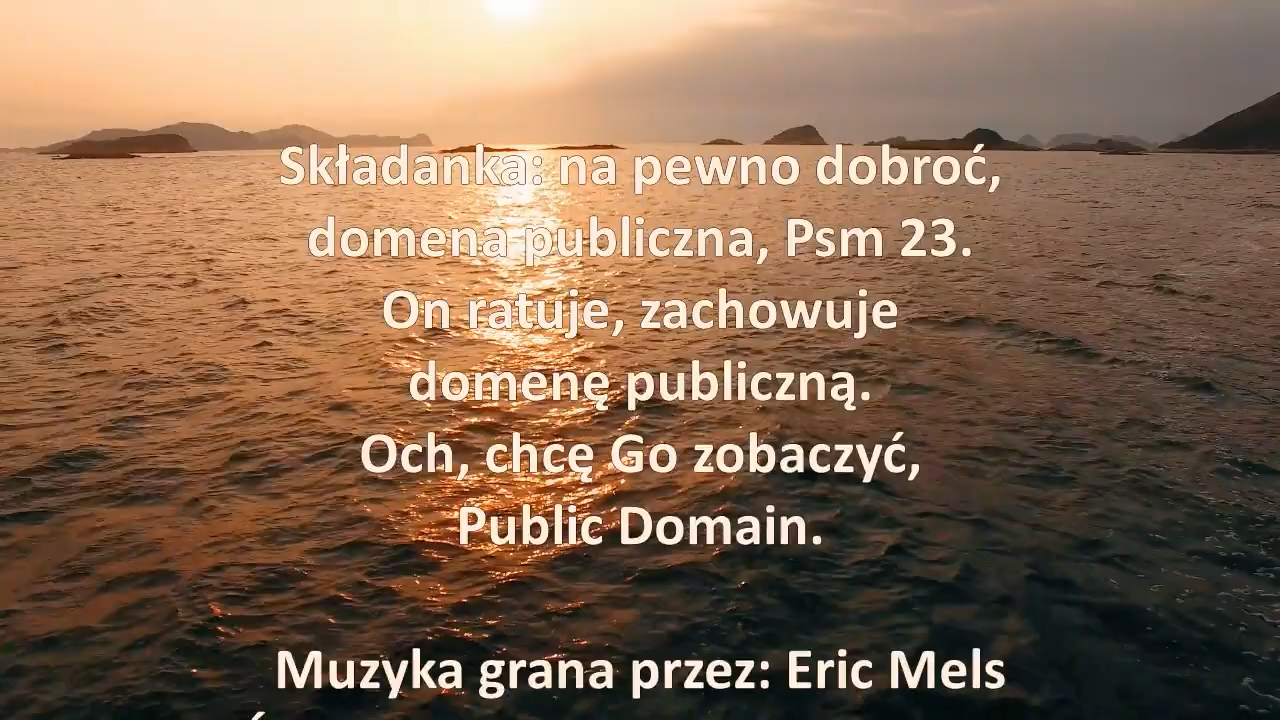 Składanka: na pewno dobroć,
domena publiczna, Psm 23.
On ratuje, zachowuje
domenę publiczną.
Och, chcę Go zobaczyć,
Public Domain.
Muzyka grana przez: Eric Mels